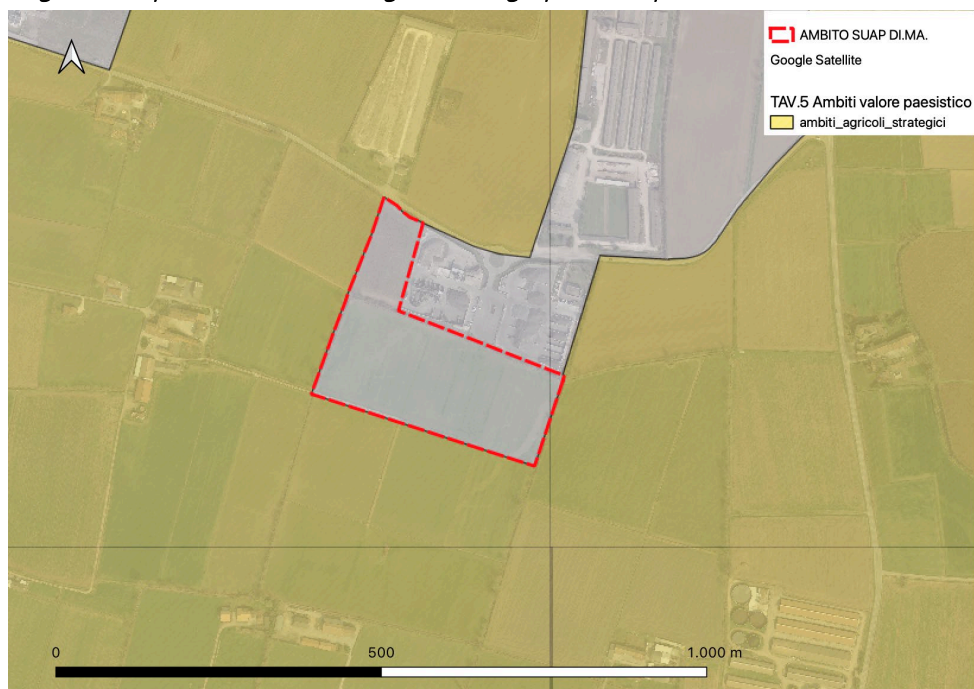 AMBITO SUAP DI.MA.
Google Satellite
TAV.5 Ambiti valore paesistico
ambiti_agricoli_strategici
0 500 1.000 m